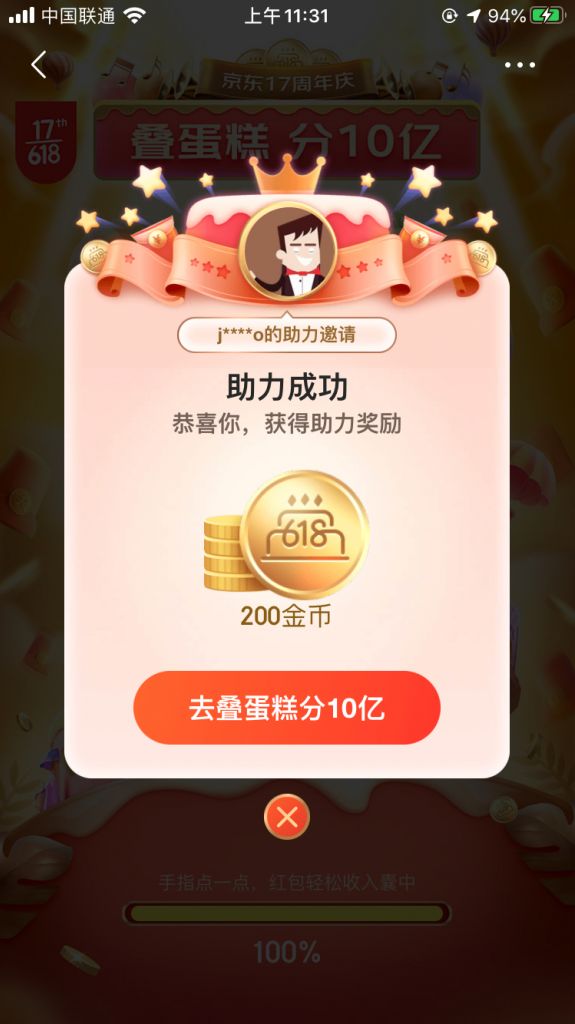 中国联通
上午11:31
94%
京东17周年庆
17th
618
叠蛋糕 分10亿
618
618
j****o的助力邀请
助力成功
恭喜你，获得助力奖励
618
200金币
去叠蛋糕分10亿
手指点一点，红包轻松收入囊中
100%